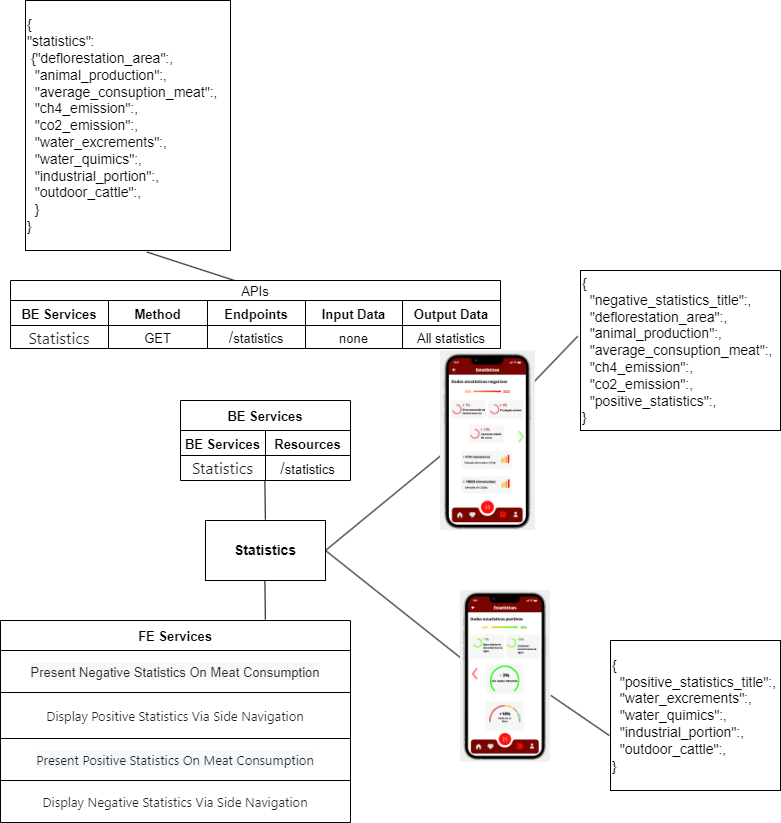 {
"statistics":
{"deflorestation_area":,
"animal_production":,
"average_consuption_meat":,
"ch4_emission":,
"co2_emission":,
"water_excrements":,
"water_quimics":,
"industrial_portion":,
"outdoor_cattle":,
}
}
APIs
BE Services Method Endpoints Input Data Output Data
Statistics GET /statistics none All statistics
{
"negative_statistics_title":,
"deflorestation_area":,
"animal_production":,
"average_consuption_meat":,
"ch4_emission":,
"co2_emission":,
"positive_statistics":,
}
Estatísticas
Dados estatísticos negativos
BE Services
BE Services Resources
Statistics /statistics
Statistics
FE Services
Present Negative Statistics On Meat Consumption
Display Positive Statistics Via Side Navigation
Present Positive Statistics On Meat Consumption
Display Negative Statistics Via Side Navigation
Estatísticas
Dados estatísticos positivos
{
"positive_statistics_title":,
"water_excrements":,
"water_quimics":,
"industrial_portion":,
"outdoor_cattle":,
}